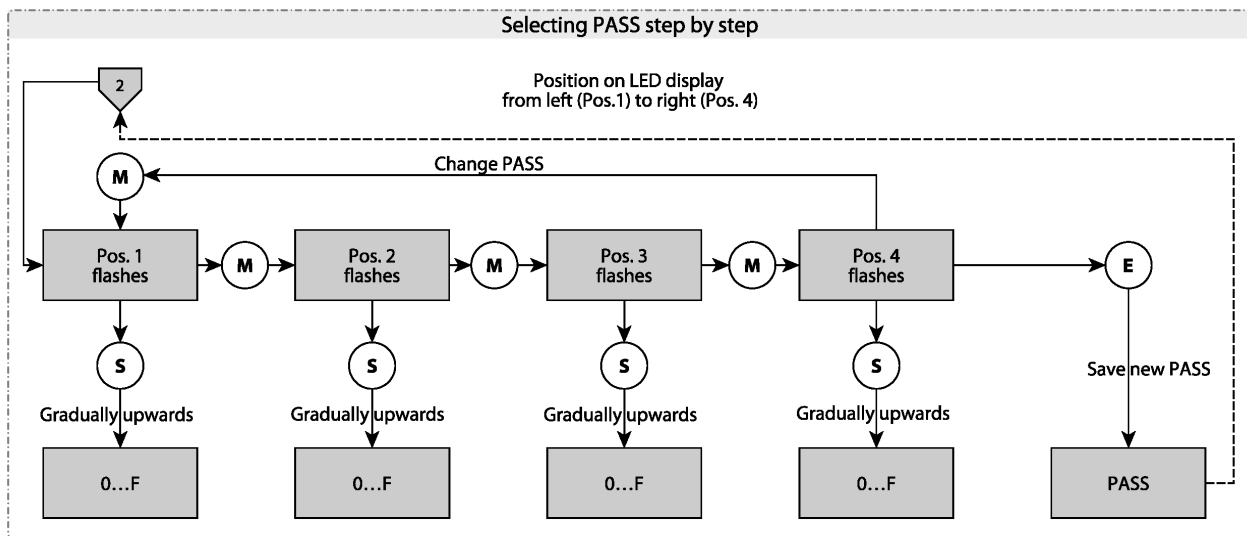 Selecting PASS step by step
2
Position on LED display
from left (Pos.1) to right (Pos. 4)
M
Change PASS
Pos. 1
flashes
M
Pos. 2
flashes
M
Pos. 3
flashes
M
Pos. 4
flashes
E
S
S
S
S
Save new PASS
Gradually upwards
Gradually upwards
Gradually upwards
Gradually upwards
0...F
0...F
0...F
0...F
PASS